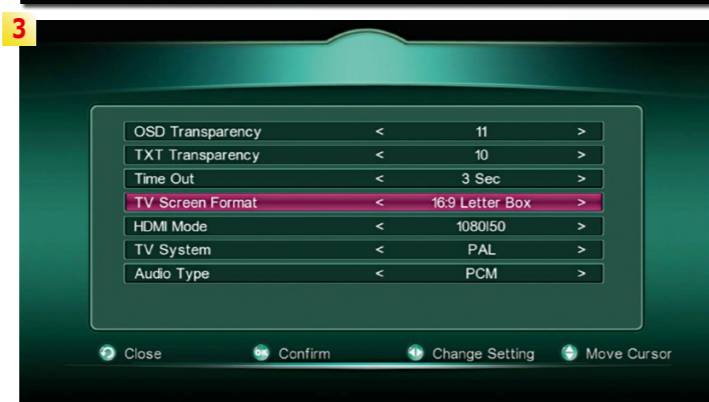 3
OSD Transparency < 11 >
TXT Transparency < 10 >
Time Out < 3 Sec >
TV Screen Format < 16:9 Letter Box >
HDMI Mode < 1080I50 >
TV System < PAL >
Audio Type < PCM >
Close OK Confirm Change Setting Move Cursor